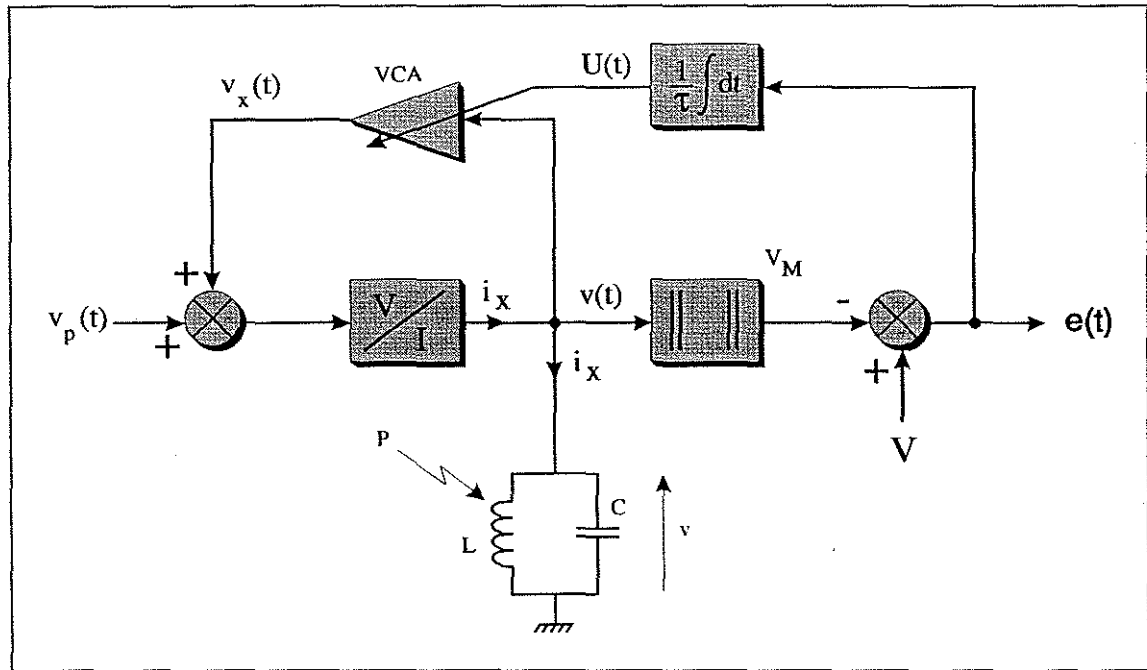 v_x(t)
VCA
U(t)
1/τ ∫dt
+
v_p(t)
+
V/I
i_x
v(t)
|| ||
V_M
-
+
e(t)
i_x
V
P
L
C
v